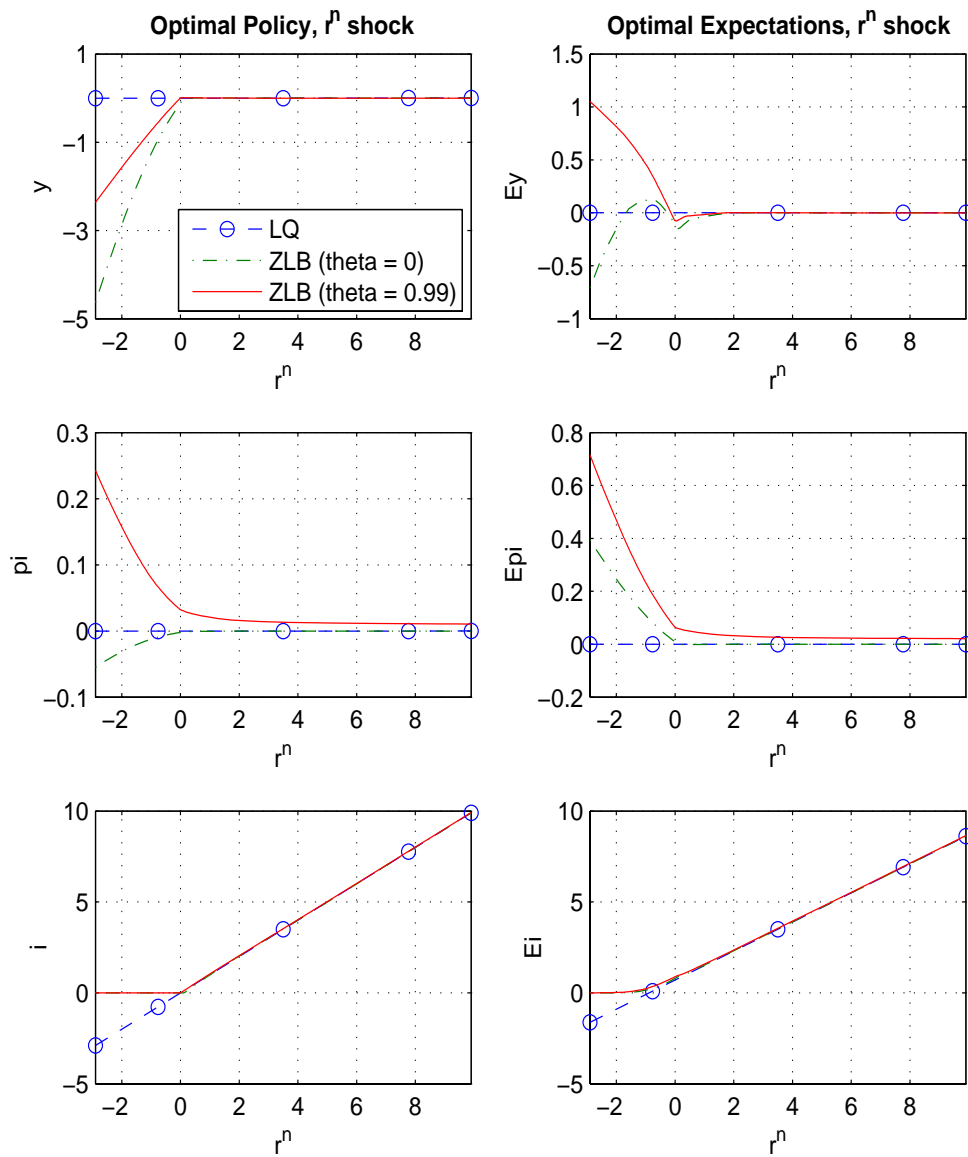 Optimal Policy, r^n shock
1
−1
−3
−5
y
−2 0 2 4 6 8
r^n
LQ
ZLB (theta = 0)
ZLB (theta = 0.99)
Optimal Expectations, r^n shock
1.5
1
0.5
0
−0.5
−1
Ey
−2 0 2 4 6 8
r^n
0.3
0.2
0.1
0
−0.1
pi
−2 0 2 4 6 8
r^n
0.8
0.6
0.4
0.2
0
−0.2
Epi
−2 0 2 4 6 8
r^n
10
5
0
−5
i
−2 0 2 4 6 8
r^n
10
5
0
−5
Ei
−2 0 2 4 6 8
r^n